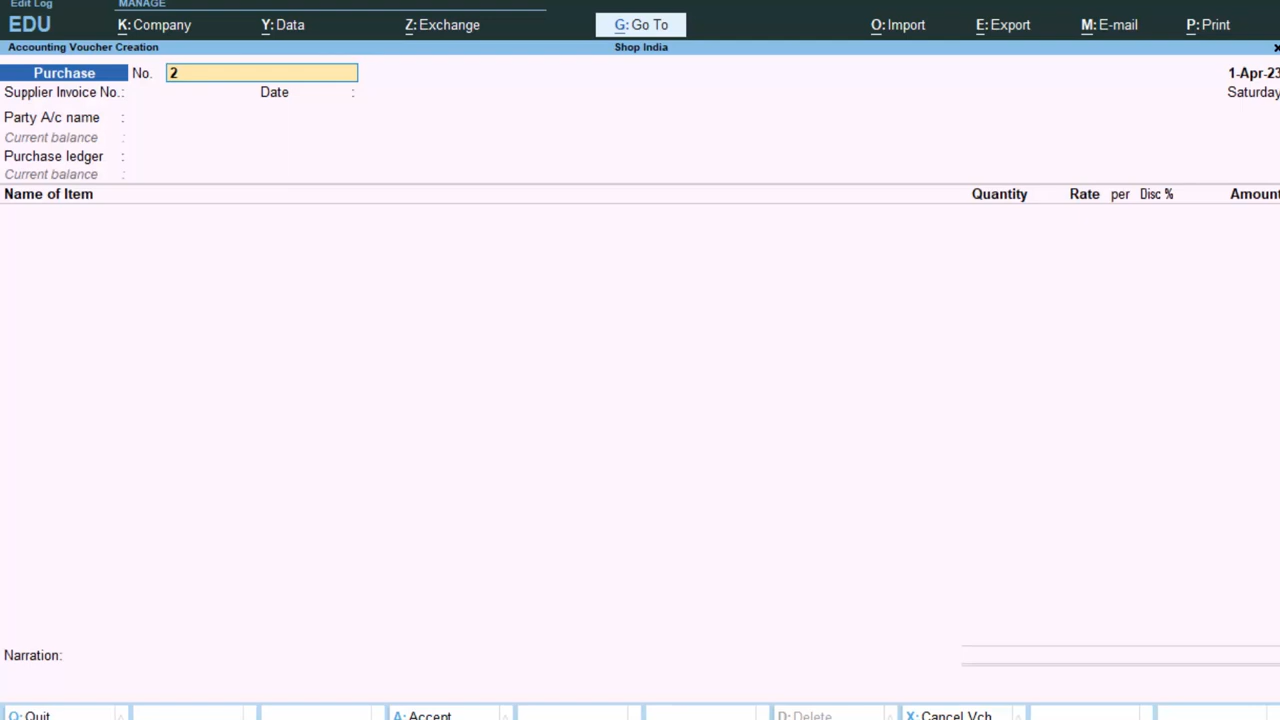 Edit Log MANAGE
EDU K: Company Y: Data Z: Exchange G: Go To O: Import E: Export M: E-mail P: Print
Accounting Voucher Creation Shop India
Purchase No. 2 1-Apr-23
Supplier Invoice No.: Date : Saturday
Party A/c name :
Current balance :
Purchase ledger :
Current balance :
Name of Item Quantity Rate per Disc % Amount
Narration:
Q: Quit A: Accept D: Delete X: Cancel Vch